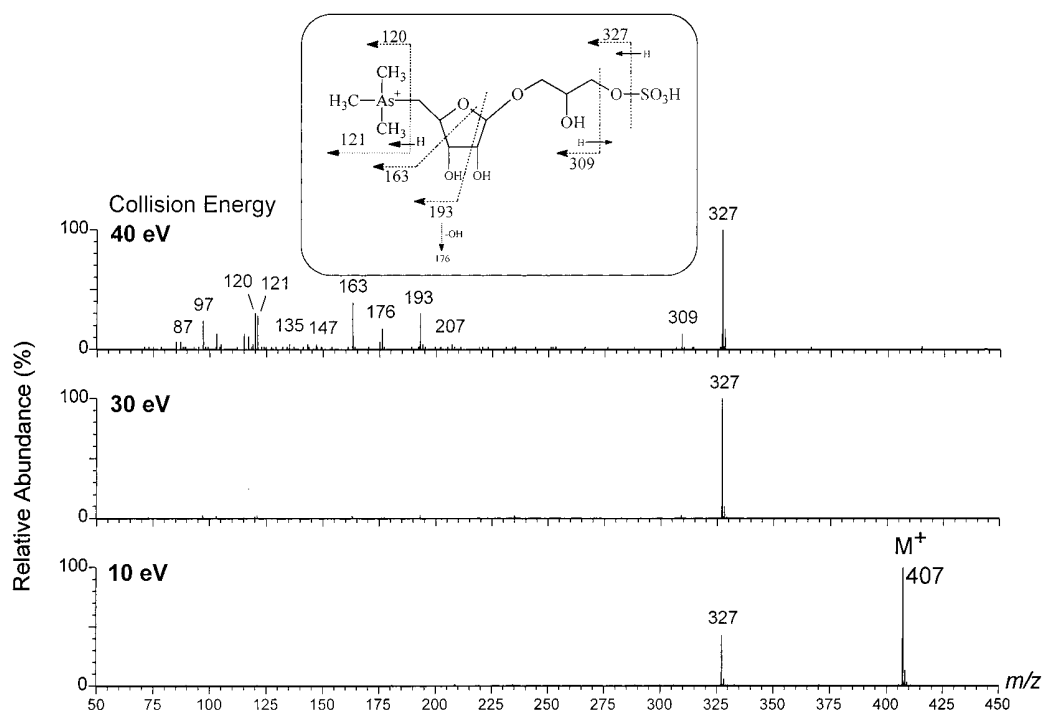 120
327
H
CH3
H3C As+
CH3
O
O
O SO3H
OH
H
H
121
309
163
OH OH
193
-OH
176
Collision Energy
40 eV
100
327
163
120
121
97
193
87
135
147
176
207
309
0
Relative Abundance (%)
30 eV
100
327
0
10 eV
100
M+
407
327
0
m/z
50 75 100 125 150 175 200 225 250 275 300 325 350 375 400 425 450